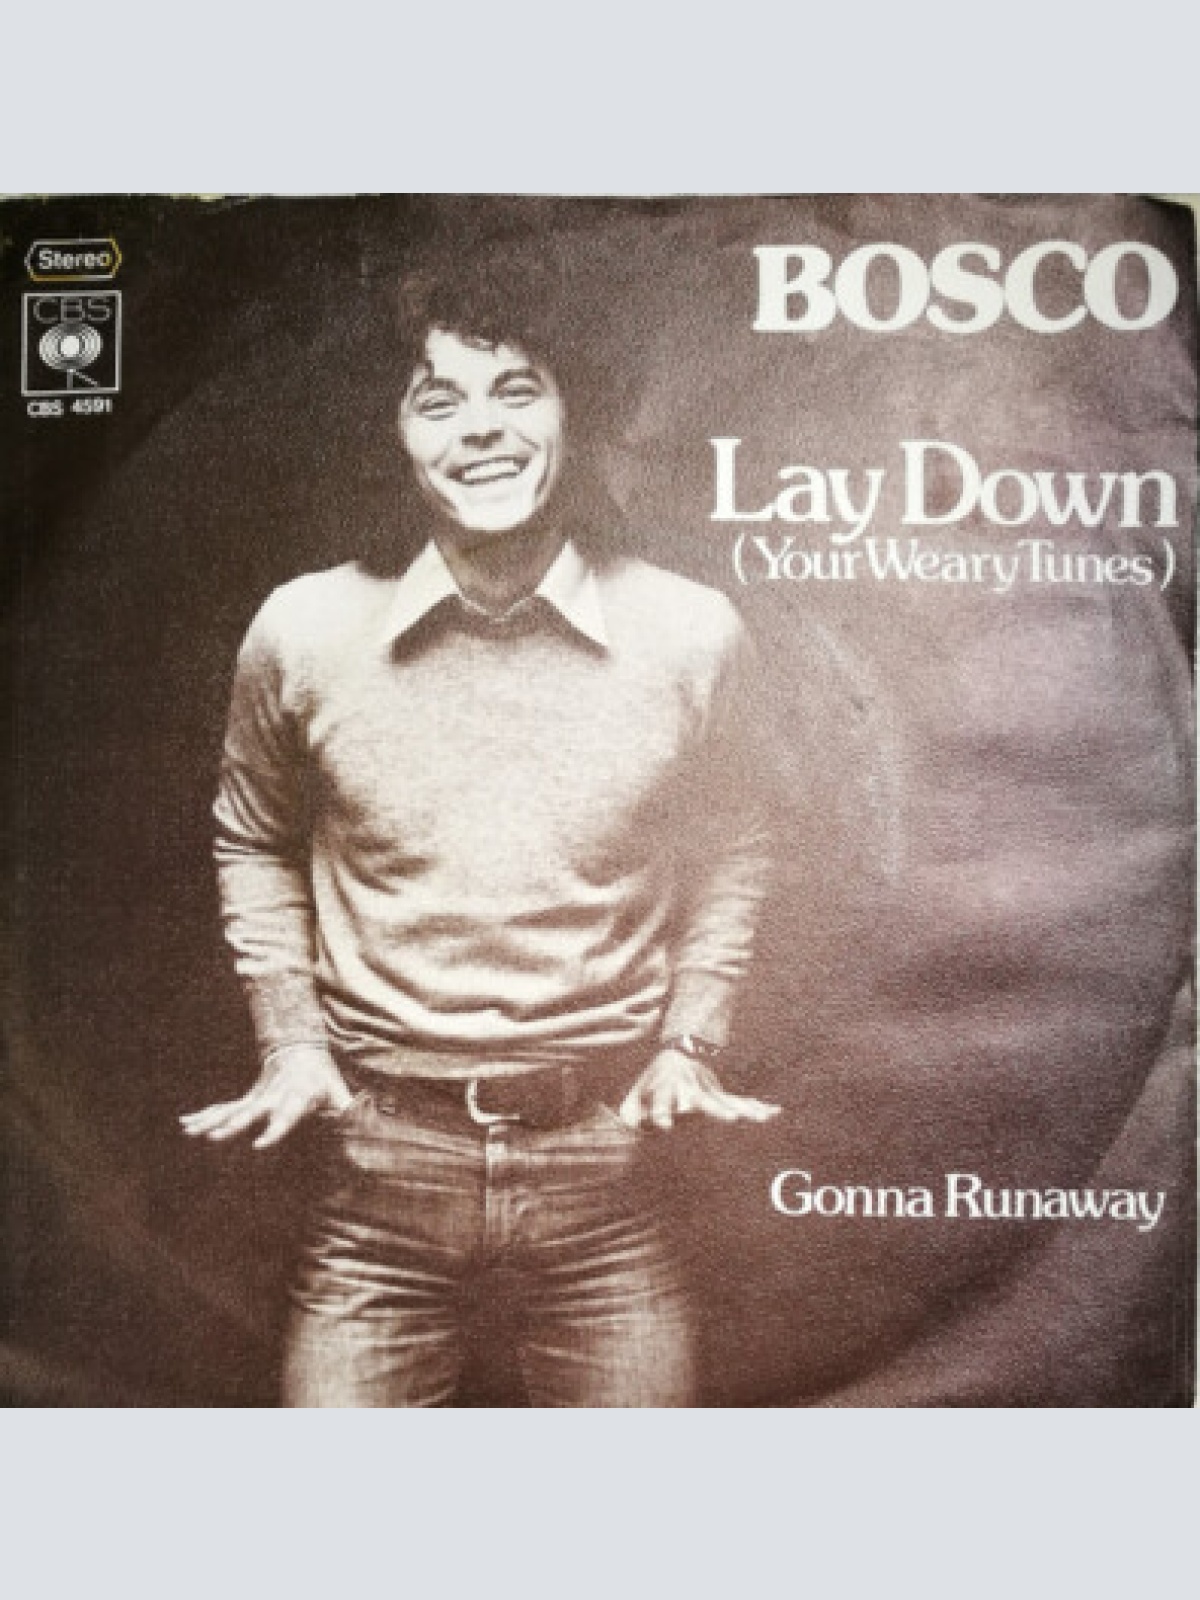 Stereo
CBS
CBS 4591
BOSCO
Lay Down
(Your Weary Tunes)
Gonna Runaway